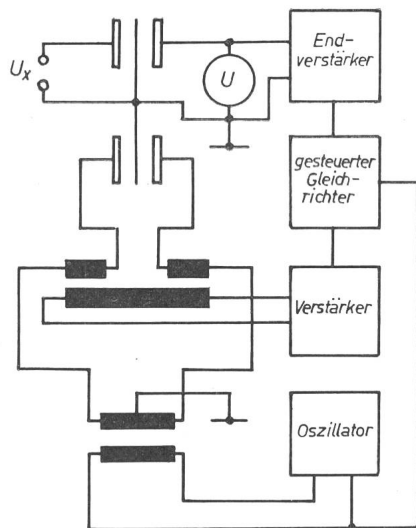 Uₓ
U
End-
verstärker
gesteuerter
Gleich-
richter
Verstärker
Oszillator